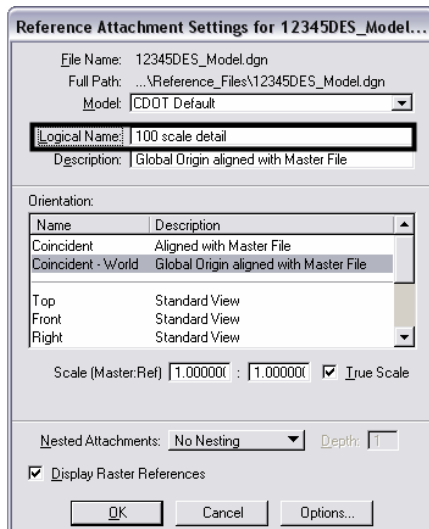 Reference Attachment Settings for 12345DES_Model...
File Name: 12345DES_Model.dgn
Full Path: ...\Reference_Files\12345DES_Model.dgn
Model: CDOT Default
Logical Name: 100 scale detail
Description: Global Origin aligned with Master File
Orientation:
Name Description
Coincident Aligned with Master File
Coincident - World Global Origin aligned with Master File
Top Standard View
Front Standard View
Right Standard View
Scale (Master:Ref) 1.00000( : 1.00000( True Scale
Nested Attachments: No Nesting Depth: 1
Display Raster References
OK Cancel Options...